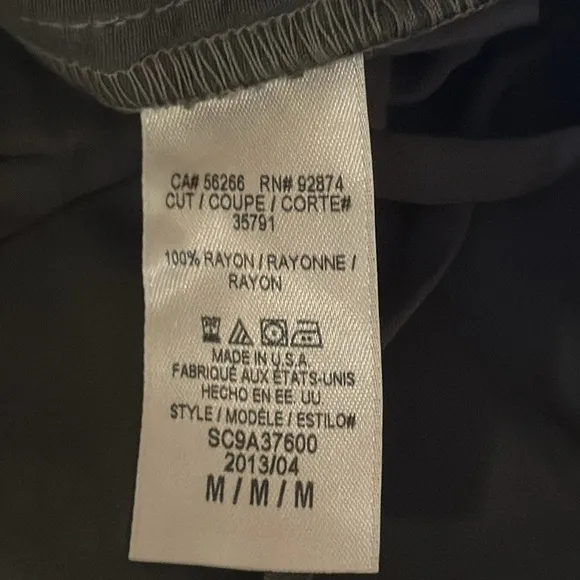 CA# 56266 RN# 92874
CUT / COUPE / CORTE#
35791
100% RAYON / RAYONNE /
RAYON
MADE IN U.S.A.
FABRIQUÉ AUX ÉTATS-UNIS
HECHO EN EE. UU.
STYLE / MODÈLE / ESTILO#
SC9A37600
2013/04
M / M / M